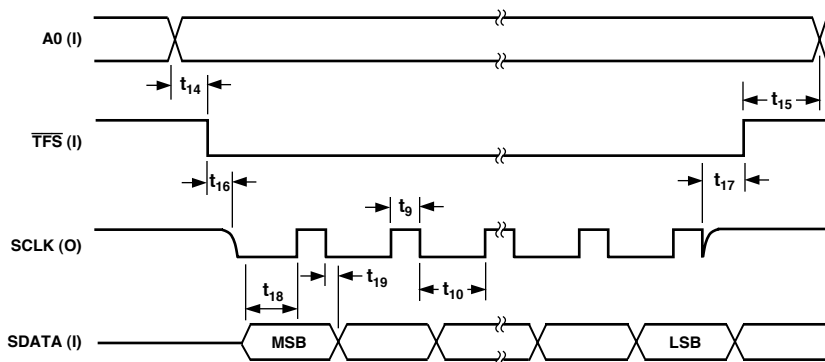 A0 (I)
t14
t15
TFS (I)
t16
t17
t9
SCLK (O)
t18
t19
t10
SDATA (I)
MSB
LSB